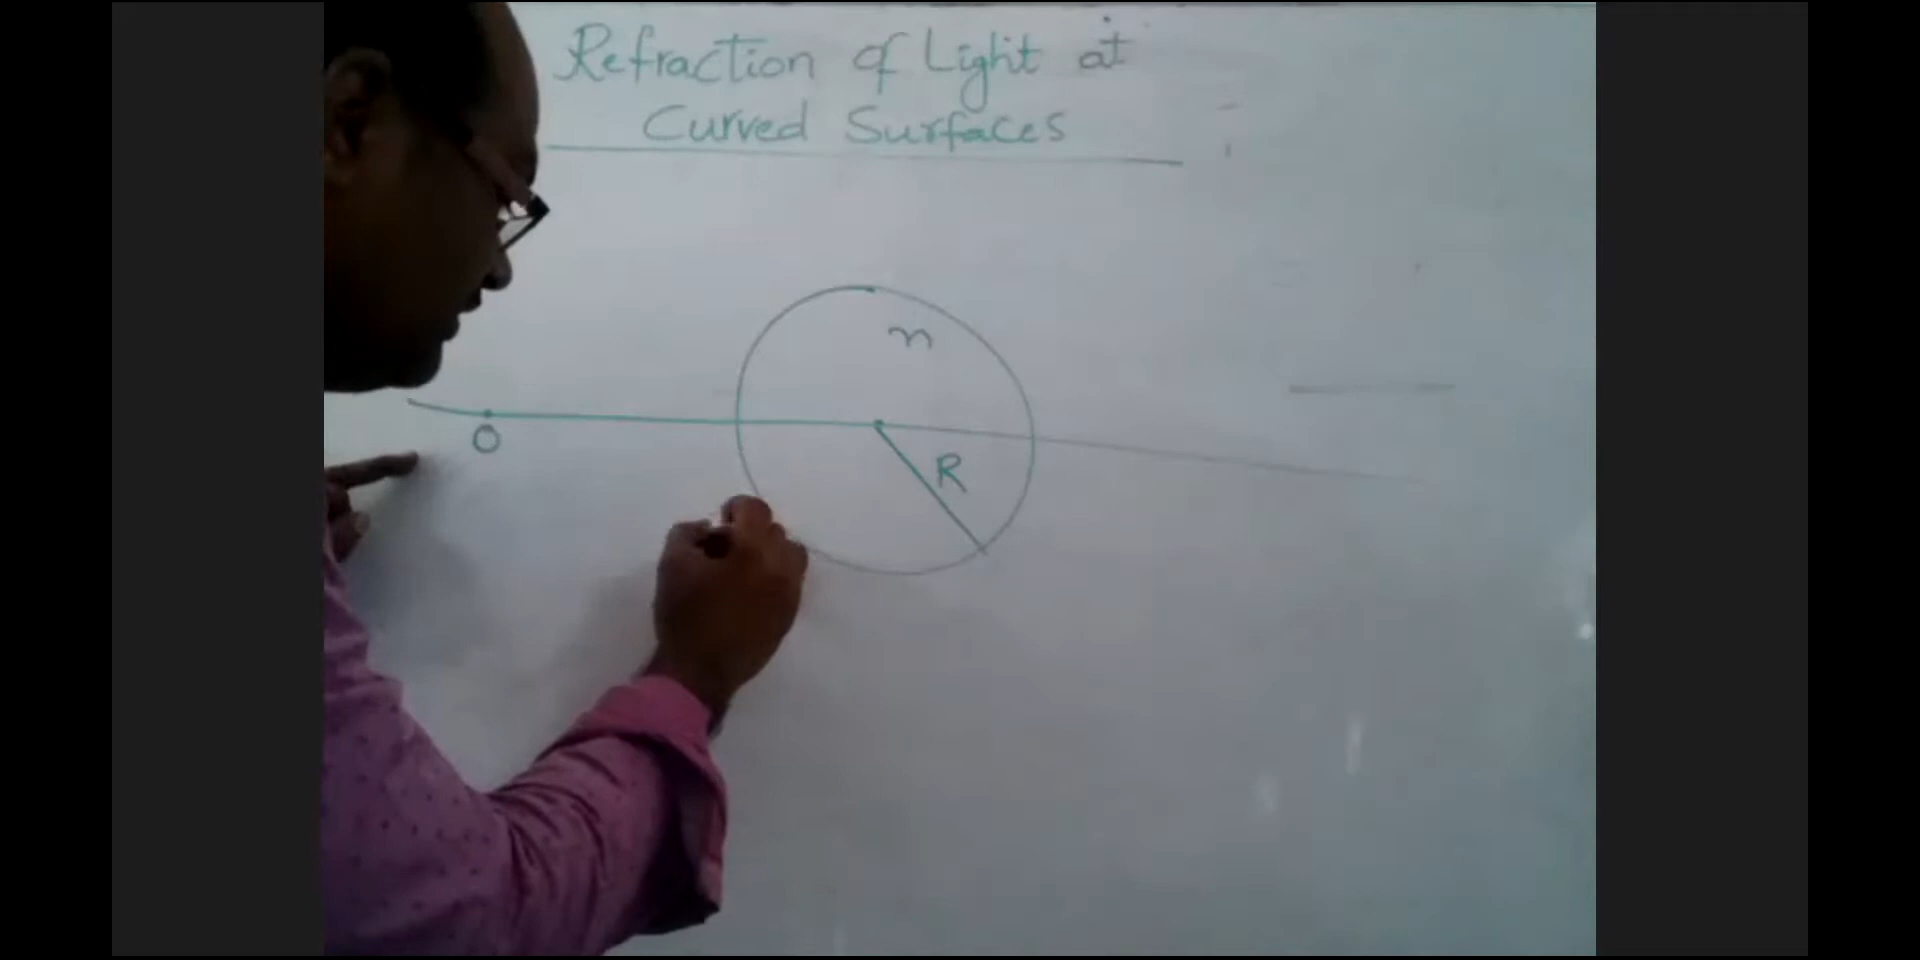 Refraction of Light at
Curved Surfaces
n
O
R